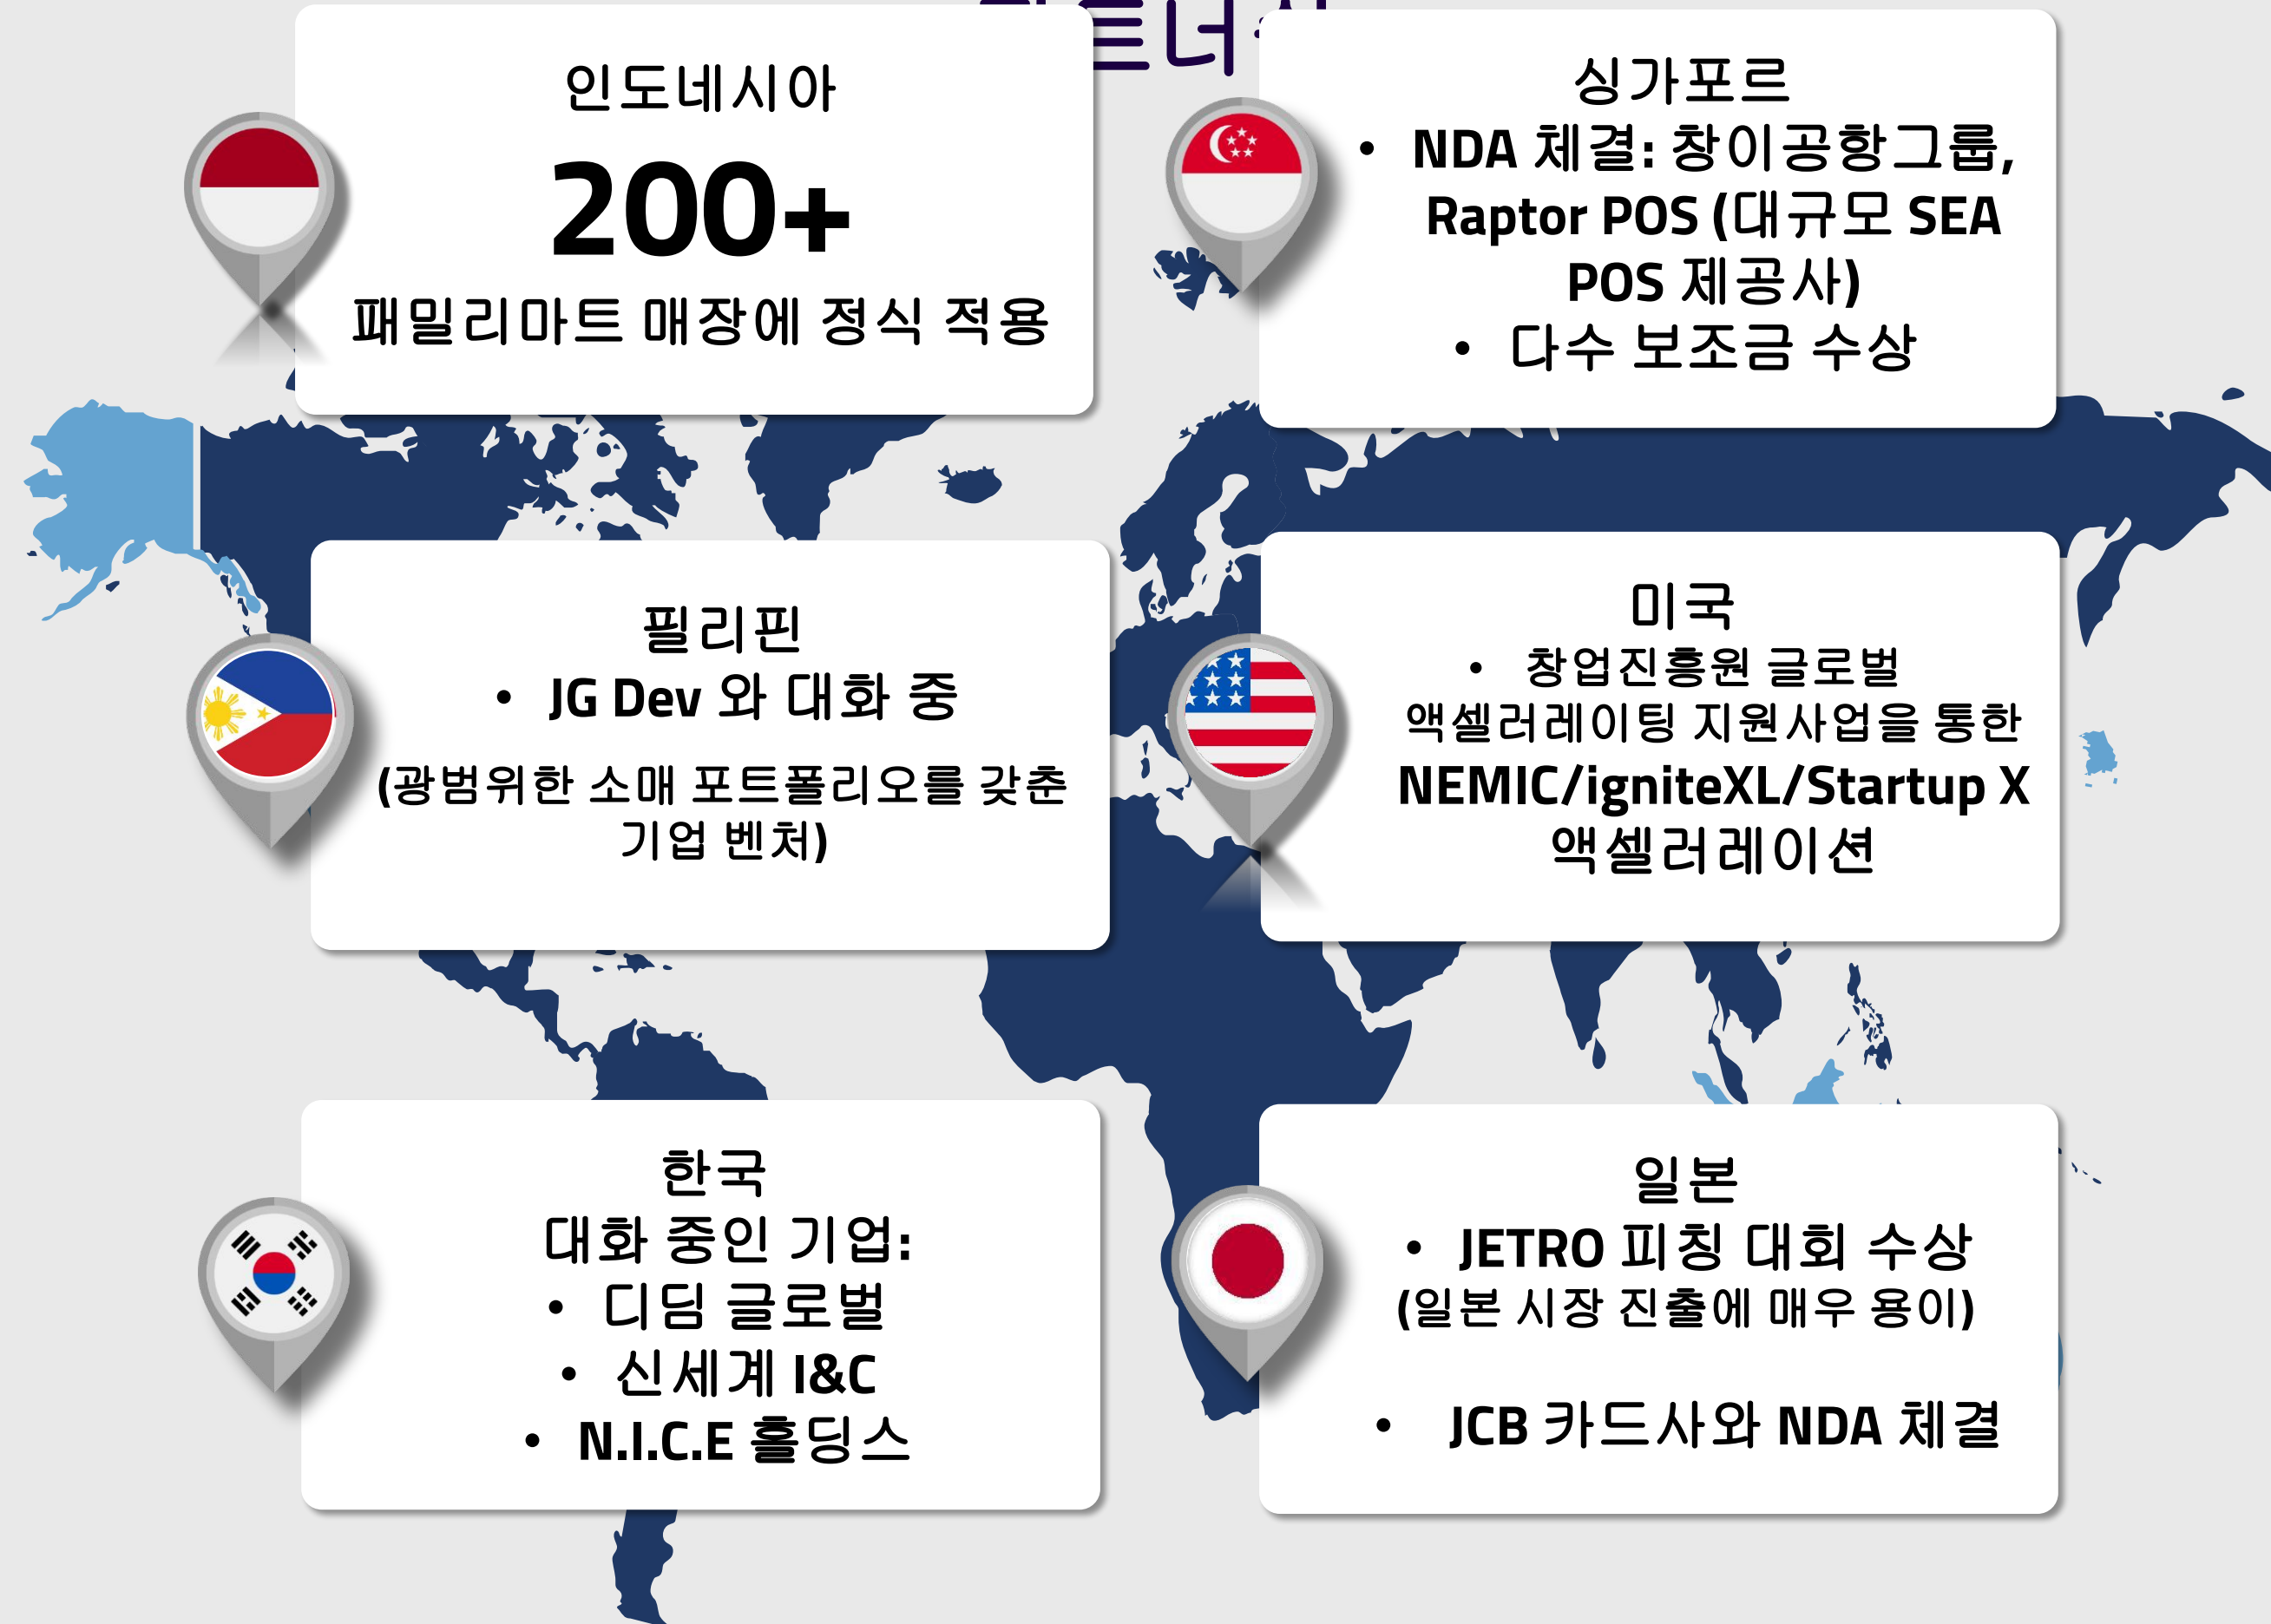 인도네시아
200+
패밀리마트 매장에 정식 적용
싱가포르
• NDA 체결: 창이공항그룹,
Raptor POS (대규모 SEA
POS 제공사)
• 다수 보조금 수상
필리핀
• JG Dev 와 대화 중
(광범위한 소매 포트폴리오를 갖춘
기업 벤처)
미국
• 창업진흥원 글로벌
액셀러레이팅 지원사업을 통한
NEMIC/igniteXL/Startup X
액셀러레이션
한국
대화 중인 기업:
• 디딤 글로벌
• 신세계 I&C
• N.I.C.E 홀딩스
일본
• JETRO 피칭 대회 수상
(일본 시장 진출에 매우 용이)
• JCB 카드사와 NDA 체결